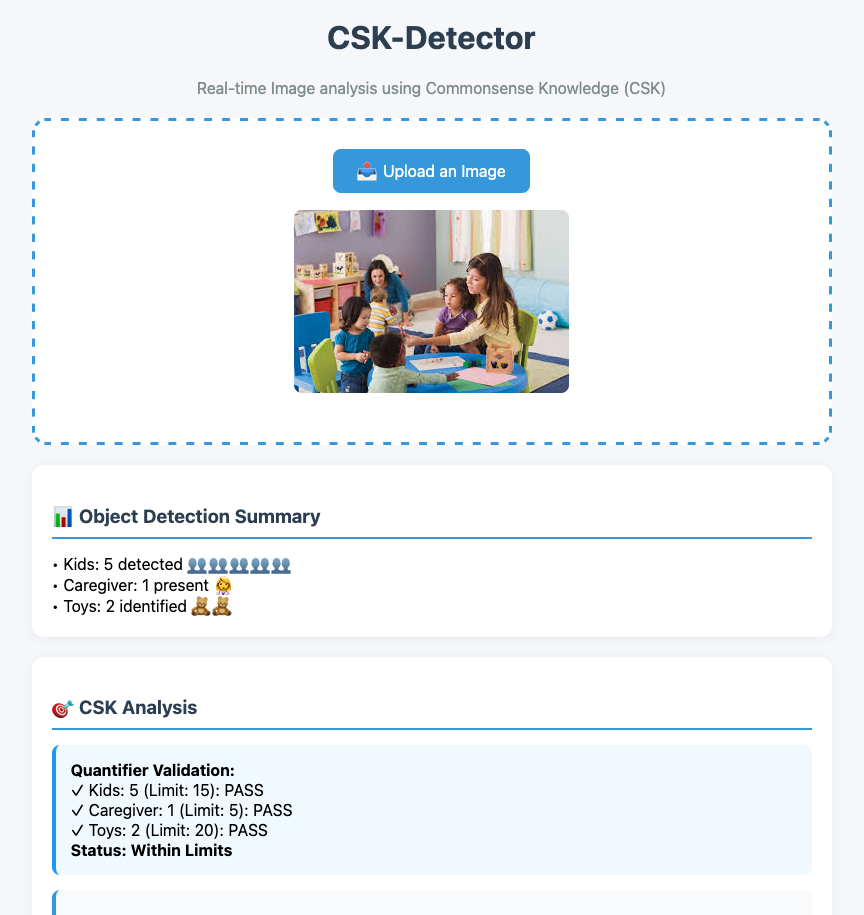 CSK-Detector
Real-time Image analysis using Commonsense Knowledge (CSK)
📤 Upload an Image
📊 Object Detection Summary
• Kids: 5 detected 👥👥👥👥👥
• Caregiver: 1 present 👩‍⚕️
• Toys: 2 identified 🧸🧸
🎯 CSK Analysis
Quantifier Validation:
✓ Kids: 5 (Limit: 15): PASS
✓ Caregiver: 1 (Limit: 5): PASS
✓ Toys: 2 (Limit: 20): PASS
Status: Within Limits